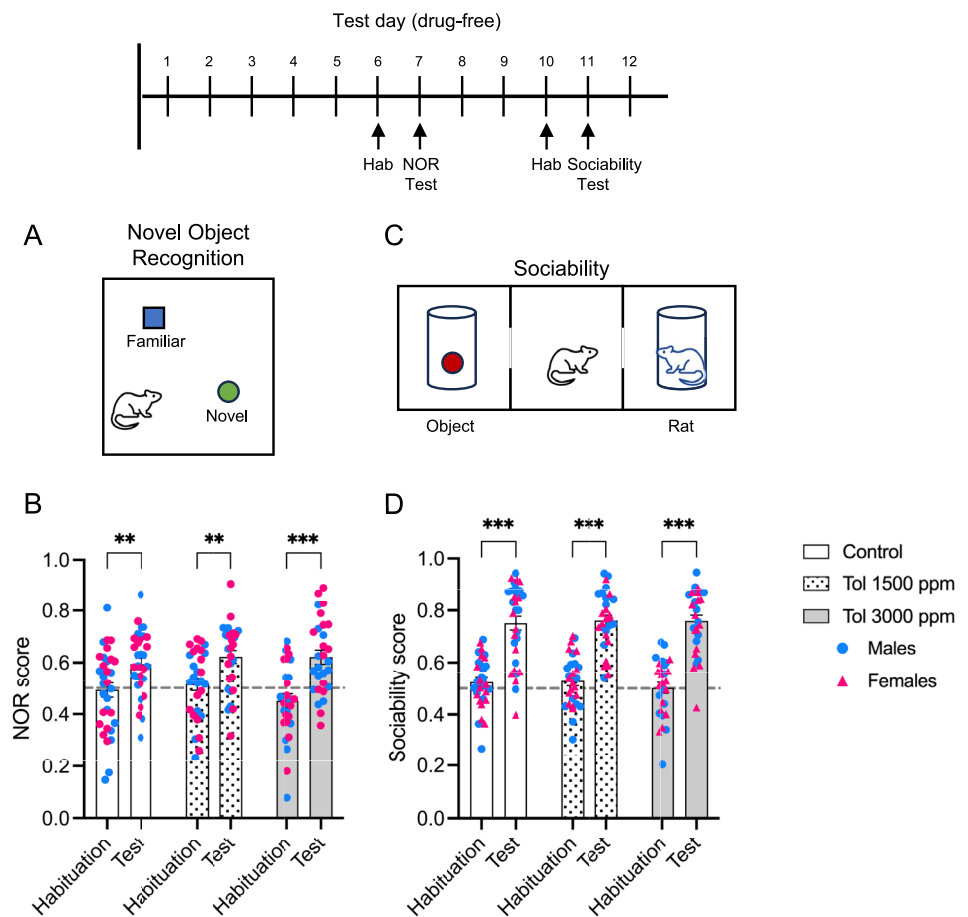 Test day (drug-free)
1 2 3 4 5 6 7 8 9 10 11 12
Hab NOR Test
Hab Sociability Test
A
Novel Object
Recognition
Familiar
Novel
C
Sociability
Object
Rat
B
** ** ***
NOR score
1.0
0.8
0.6
0.4
0.2
0.0
Habituation Test Habituation Test Habituation Test
D
*** *** ***
Sociability score
1.0
0.8
0.6
0.4
0.2
0.0
Habituation Test Habituation Test Habituation Test
Control
Tol 1500 ppm
Tol 3000 ppm
Males
Females